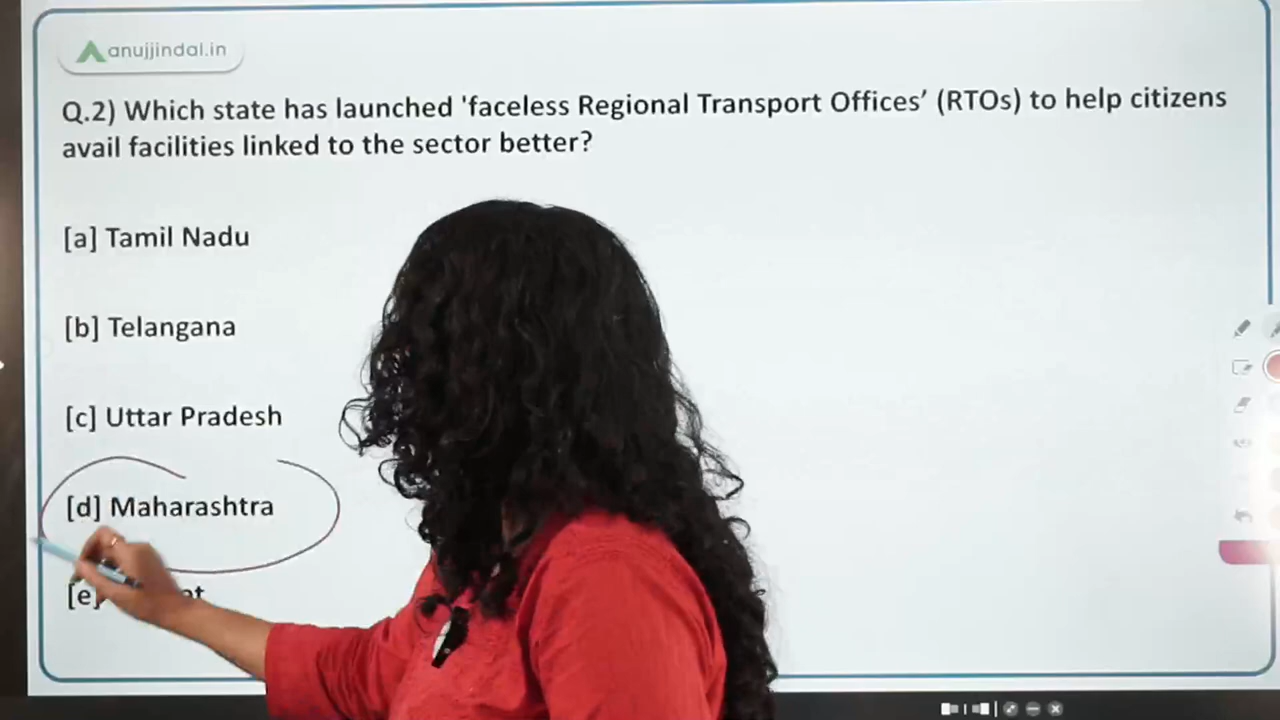 anujjindal.in
Q.2) Which state has launched 'faceless Regional Transport Offices’ (RTOs) to help citizens
avail facilities linked to the sector better?
[a] Tamil Nadu
[b] Telangana
[c] Uttar Pradesh
[d] Maharashtra
[e]